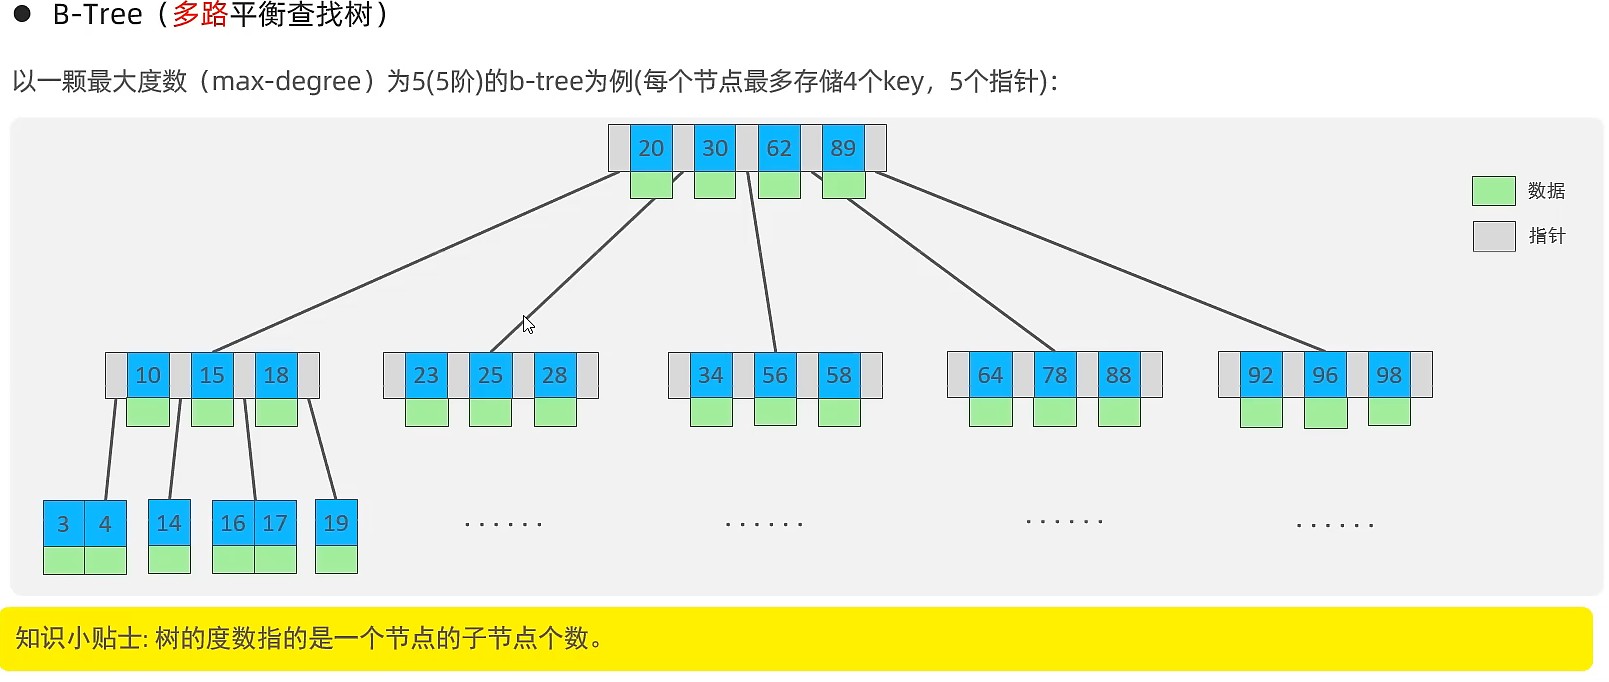 ● B-Tree（多路平衡查找树）
以一颗最大度数（max-degree）为5(5阶)的b-tree为例(每个节点最多存储4个key，5个指针)：
20 30 62 89
数据
指针
10 15 18 23 25 28 34 56 58 64 78 88 92 96 98
3 4 14 16 17 19 ······ ······ ······ ······
知识小贴士: 树的度数指的是一个节点的子节点个数。